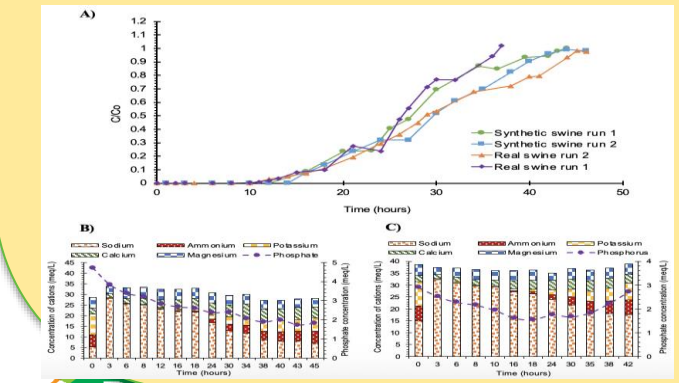 A)
1.2
1.1
1
0.9
0.8
0.7
0.6
0.5
0.4
0.3
0.2
0.1
0
C/Co
0 10 20 30 40 50
Time (hours)
Synthetic swine run 1
Synthetic swine run 2
Real swine run 2
Real swine run 1
B)
Sodium Ammonium Potassium
Calcium Magnesium Phosphate
45
40
35
30
25
20
15
10
5
0
Concentration of cations (meq/L)
5
4
3
2
1
0
Phosphate concentration (meq/L)
0 3 6 8 12 16 18 24 30 34 38 40 43 45
Time (hours)
C)
Sodium Ammonium Potassium
Calcium Magnesium Phosphorus
40
35
30
25
20
15
10
5
0
Concentration of cations (meq/L)
4
3
2
1
0
Phosphate concentration (meq/L)
0 3 6 8 10 16 18 24 26 30 35 38 42
Time (hours)